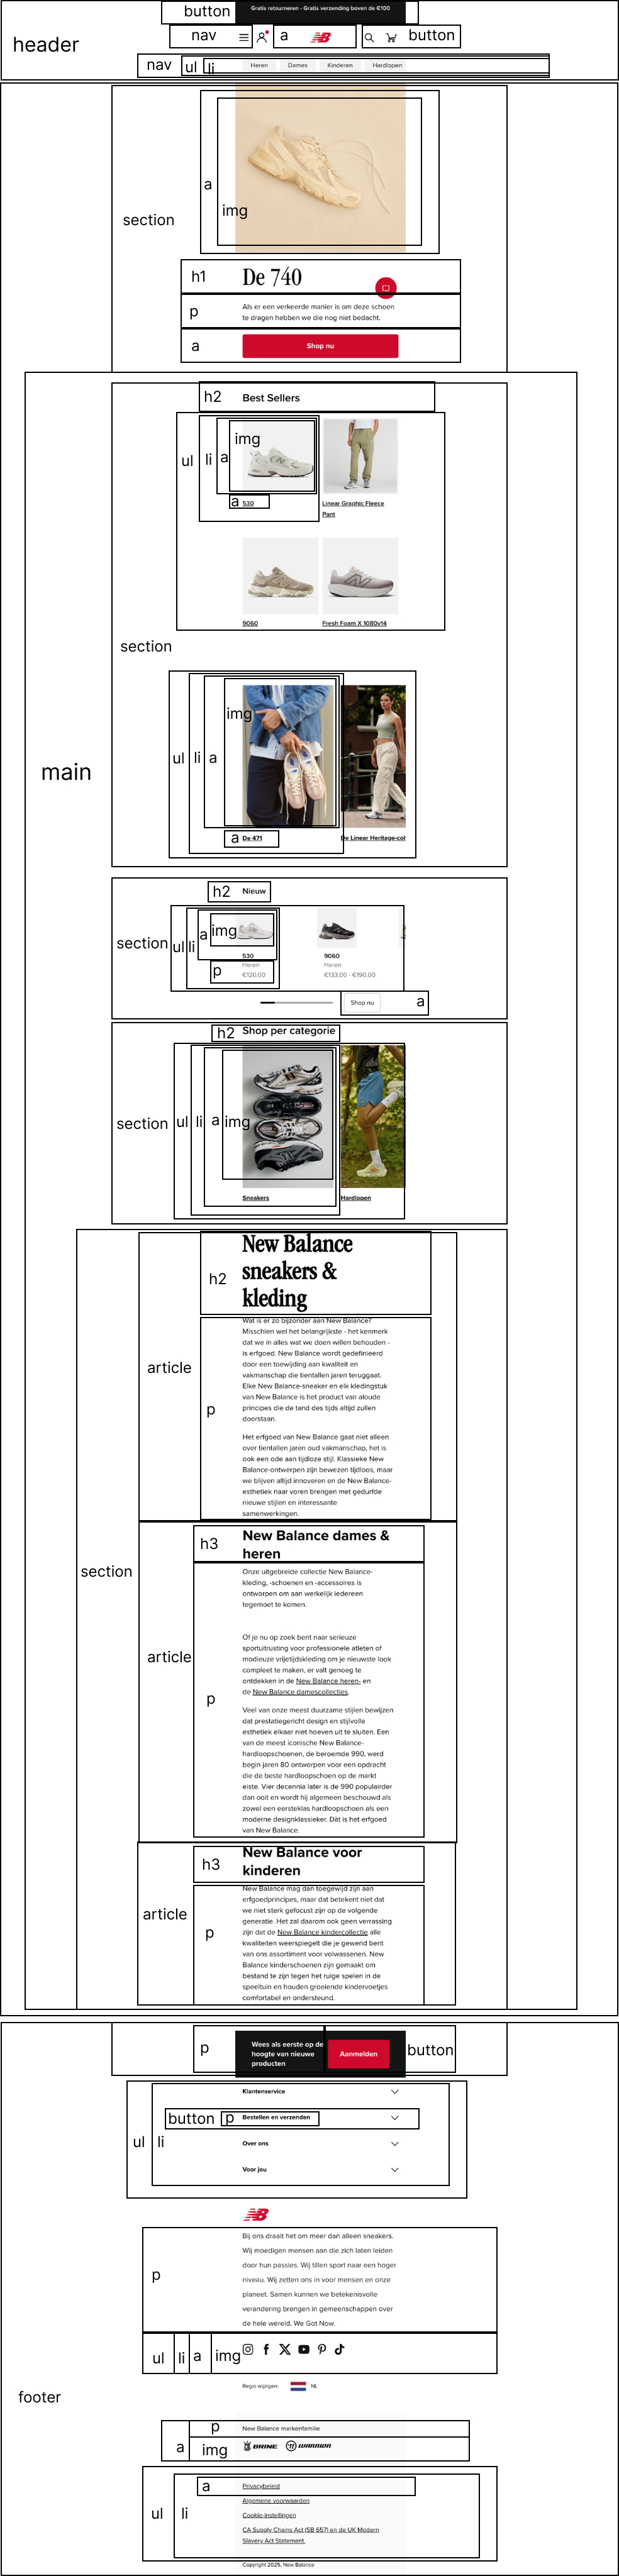 button
Gratis retourneren - Gratis verzending boven de €100
header
nav
a
button
nav
ul
li
Heren
Dames
Kinderen
Hardlopen
section
a
img
h1
De 740
p
Als er een verkeerde manier is om deze schoen
te dragen hebben we die nog niet bedacht.
a
Shop nu
h2
Best Sellers
ul
li
a
img
a
530
Linear Graphic Fleece
Pant
9060
Fresh Foam X 1080v14
section
main
ul
li
a
img
a
De 471
De Linear Heritage-col
h2
Nieuw
section
ul
li
a
img
p
530
Heren
€120,00
9060
Heren
€133,00 - €190,00
Shop nu
a
h2
Shop per categorie
section
ul
li
a
img
Sneakers
Hardlopen
section
article
h2
New Balance
sneakers &
kleding
p
Wat is er zo bijzonder aan New Balance?
Misschien wel het belangrijkste - het kenmerk
dat we in alles wat we doen willen behouden -
is erfgoed. New Balance wordt gedefinieerd
door een toewijding aan kwaliteit en
vakmanschap die tientallen jaren teruggaat.
Elke New Balance-sneaker en elk kledingstuk
van New Balance is het product van aloude
principes die de tand des tijds altijd zullen
doorstaan.
Het erfgoed van New Balance gaat niet alleen
over tientallen jaren oud vakmanschap, het is
ook een ode aan tijdloze stijl. Klassieke New
Balance-ontwerpen zijn bewezen tijdloos, maar
we blijven altijd innoveren en de New Balance-
esthetiek naar voren brengen met gedurfde
nieuwe stijlen en interessante
samenwerkingen.
article
h3
New Balance dames &
heren
p
Onze uitgebreide collectie New Balance-
kleding, -schoenen en -accessoires is
ontworpen om aan werkelijk iedereen
tegemoet te komen.
Of je nu op zoek bent naar serieuze
sportuitrusting voor professionele atleten of
modieuze vrijetijdskleding om je nieuwste look
compleet te maken, er valt genoeg te
ontdekken in de New Balance heren- en
de New Balance damescollecties.
Veel van onze meest duurzame stijlen bewijzen
dat prestatiegericht design en stijlvolle
esthetiek elkaar niet hoeven uit te sluiten. Een
van de meest iconische New Balance-
hardloopschoenen, de beroemde 990, werd
begin jaren 80 ontworpen voor een opdracht
die de beste hardloopschoen op de markt
eiste. Vier decennia later is de 990 populairder
dan ooit en wordt hij algemeen beschouwd als
zowel een eersteklas hardloopschoen als een
moderne designklassieker. Dát is het erfgoed
van New Balance.
article
h3
New Balance voor
kinderen
p
New Balance mag dan toegewijd zijn aan
erfgoedprincipes, maar dat betekent niet dat
we niet sterk gefocust zijn op de volgende
generatie. Het zal daarom ook geen verrassing
zijn dat de New Balance kindercollectie alle
kwaliteiten weerspiegelt die je gewend bent
van ons assortiment voor volwassenen. New
Balance kinderschoenen zijn gemaakt om
bestand te zijn tegen het ruige spelen in de
speeltuin en houden groeiende kindervoetjes
comfortabel en ondersteund.
p
Wees als eerste op de
hoogte van nieuwe
producten
Aanmelden
button
ul
li
Klantenservice
button
p
Bestellen en verzenden
Over ons
Voor jou
p
Bij ons draait het om meer dan alleen sneakers.
Wij moedigen mensen aan die zich laten leiden
door hun passies. Wij tillen sport naar een hoger
niveau. Wij zetten ons in voor mensen en onze
planeet. Samen kunnen we betekenisvolle
verandering brengen in gemeenschappen over
de hele wereld. We Got Now.
ul
li
a
img
Regio wijzigen:
NL
footer
p
New Balance merkenfamilie
a
img
BRINE
WARRIOR
ul
li
a
Privacybeleid
Algemene voorwaarden
Cookie-instellingen
CA Supply Chains Act (SB 657) en de UK Modern
Slavery Act Statement.
Copyright 2025, New Balance